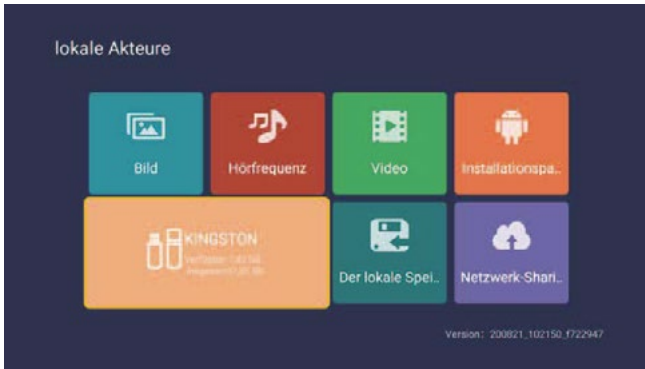 lokale Akteure
Bild
Hörfrequenz
Video
Installationspa..
KINGSTON
Der lokale Spei..
Netzwerk-Shari..
Version: 200821_102150_f722947